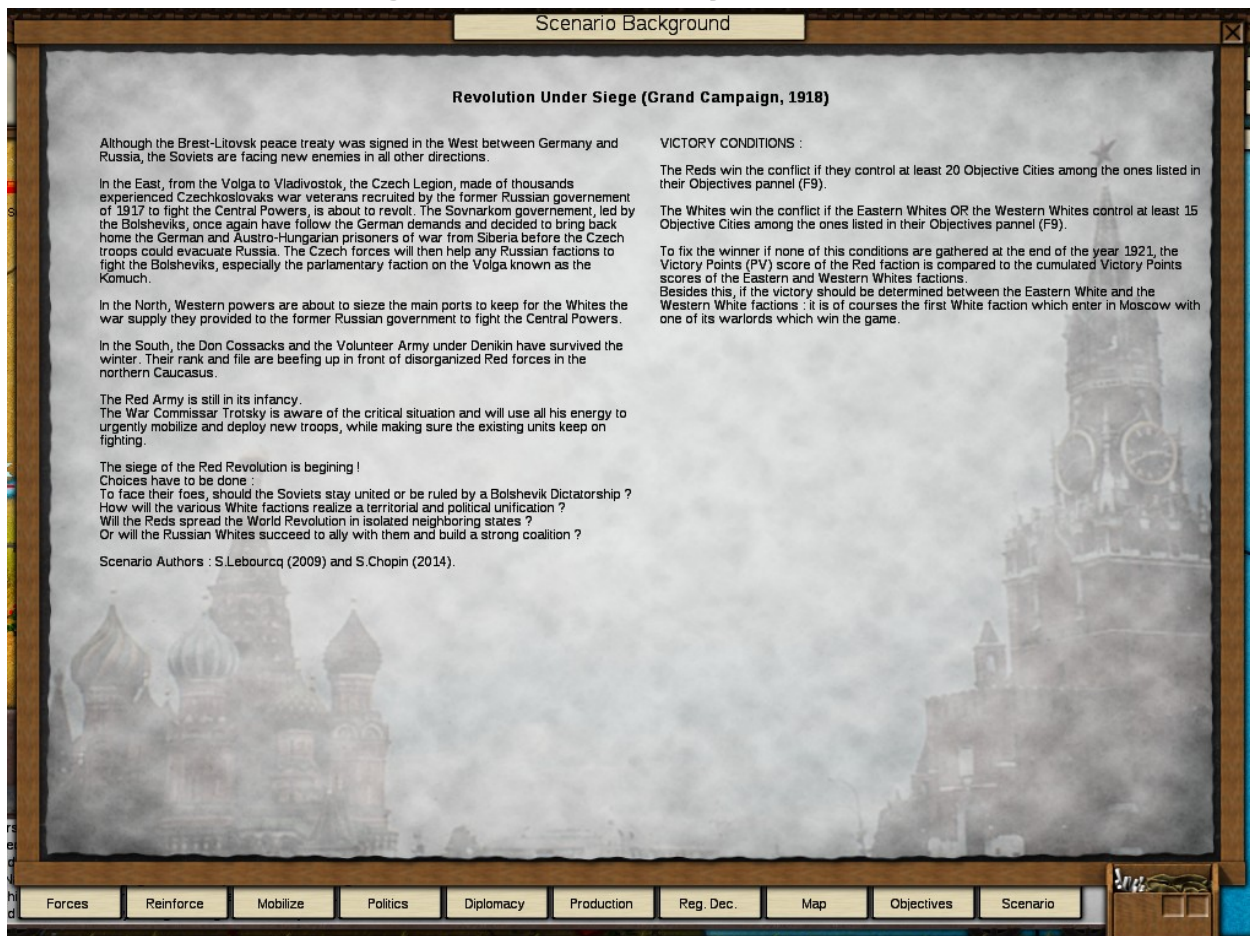 Scenario Background
Revolution Under Siege (Grand Campaign, 1918)
Although the Brest-Litovsk peace treaty was signed in the West between Germany and
Russia, the Soviets are facing new enemies in all other directions.
In the East, from the Volga to Vladivostok, the Czech Legion, made of thousands
experienced Czechkoslovaks war veterans recruited by the former Russian governement
of 1917 to fight the Central Powers, is about to revolt. The Sovnarkom governement, led by
the Bolsheviks, once again have follow the German demands and decided to bring back
home the German and Austro-Hungarian prisoners of war from Siberia before the Czech
troops could evacuate Russia. The Czech forces will then help any Russian factions to
fight the Bolsheviks, especially the parlamentary faction on the Volga known as the
Komuch.
In the North, Western powers are about to sieze the main ports to keep for the Whites the
war supply they provided to the former Russian government to fight the Central Powers.
In the South, the Don Cossacks and the Volunteer Army under Denikin have survived the
winter. Their rank and file are beefing up in front of disorganized Red forces in the
northern Caucasus.
The Red Army is still in its infancy.
The War Commissar Trotsky is aware of the critical situation and will use all his energy to
urgently mobilize and deploy new troops, while making sure the existing units keep on
fighting.
The siege of the Red Revolution is begining !
Choices have to be done :
To face their foes, should the Soviets stay united or be ruled by a Bolshevik Dictatorship ?
How will the various White factions realize a territorial and political unification ?
Will the Reds spread the World Revolution in isolated neighboring states ?
Or will the Russian Whites succeed to ally with them and build a strong coalition ?
Scenario Authors : S.Lebourcq (2009) and S.Chopin (2014).
VICTORY CONDITIONS :
The Reds win the conflict if they control at least 20 Objective Cities among the ones listed in
their Objectives pannel (F9).
The Whites win the conflict if the Eastern Whites OR the Western Whites control at least 15
Objective Cities among the ones listed in their Objectives pannel (F9).
To fix the winner if none of this conditions are gathered at the end of the year 1921, the
Victory Points (PV) score of the Red faction is compared to the cumulated Victory Points
scores of the Eastern and Western Whites factions.
Besides this, if the victory should be determined between the Eastern White and the
Western White factions : it is of courses the first White faction which enter in Moscow with
one of its warlords which win the game.
Forces
Reinforce
Mobilize
Politics
Diplomacy
Production
Reg. Dec.
Map
Objectives
Scenario